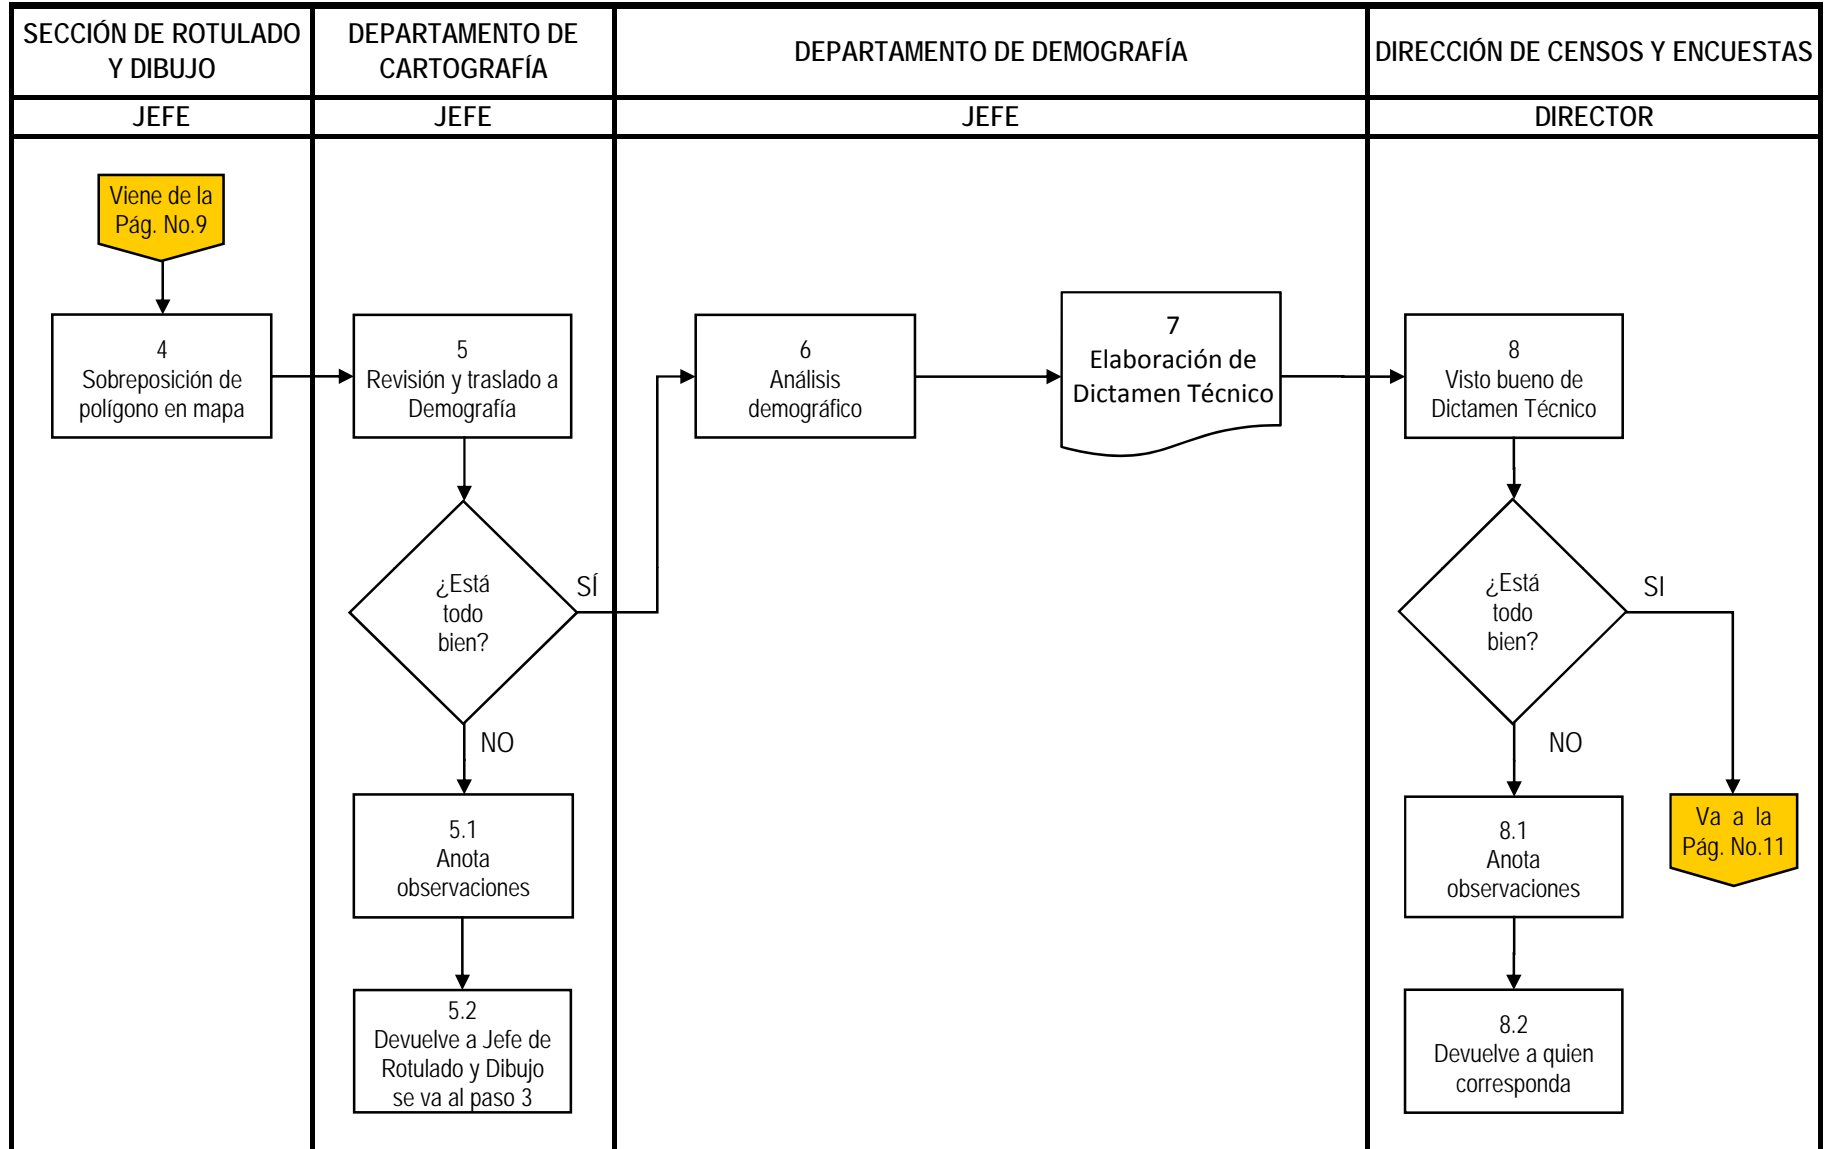 SECCIÓN DE ROTULADO
Y DIBUJO
DEPARTAMENTO DE
CARTOGRAFÍA
DEPARTAMENTO DE DEMOGRAFÍA
DIRECCIÓN DE CENSOS Y ENCUESTAS
JEFE
JEFE
JEFE
DIRECTOR
Viene de la
Pág. No.9
4
Sobreposición de
polígono en mapa
5
Revisión y traslado a
Demografía
6
Análisis
demográfico
7
Elaboración de
Dictamen Técnico
8
Visto bueno de
Dictamen Técnico
¿Está
todo
bien?
SÍ
NO
¿Está
todo
bien?
SI
NO
5.1
Anota
observaciones
8.1
Anota
observaciones
Va a la
Pág. No.11
5.2
Devuelve a Jefe de
Rotulado y Dibujo
se va al paso 3
8.2
Devuelve a quien
corresponda